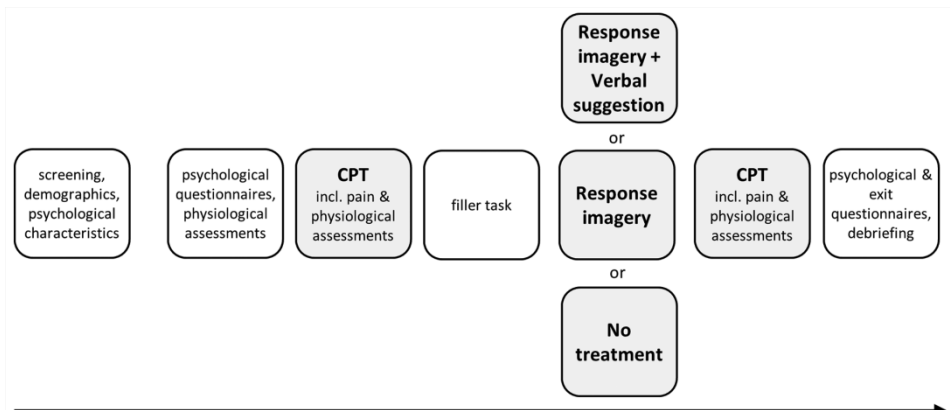 Response
imagery +
Verbal
suggestion
or
screening,
demographics,
psychological
characteristics
psychological
questionnaires,
physiological
assessments
CPT
incl. pain &
physiological
assessments
filler task
Response
imagery
CPT
incl. pain &
physiological
assessments
psychological &
exit
questionnaires,
debriefing
or
No
treatment